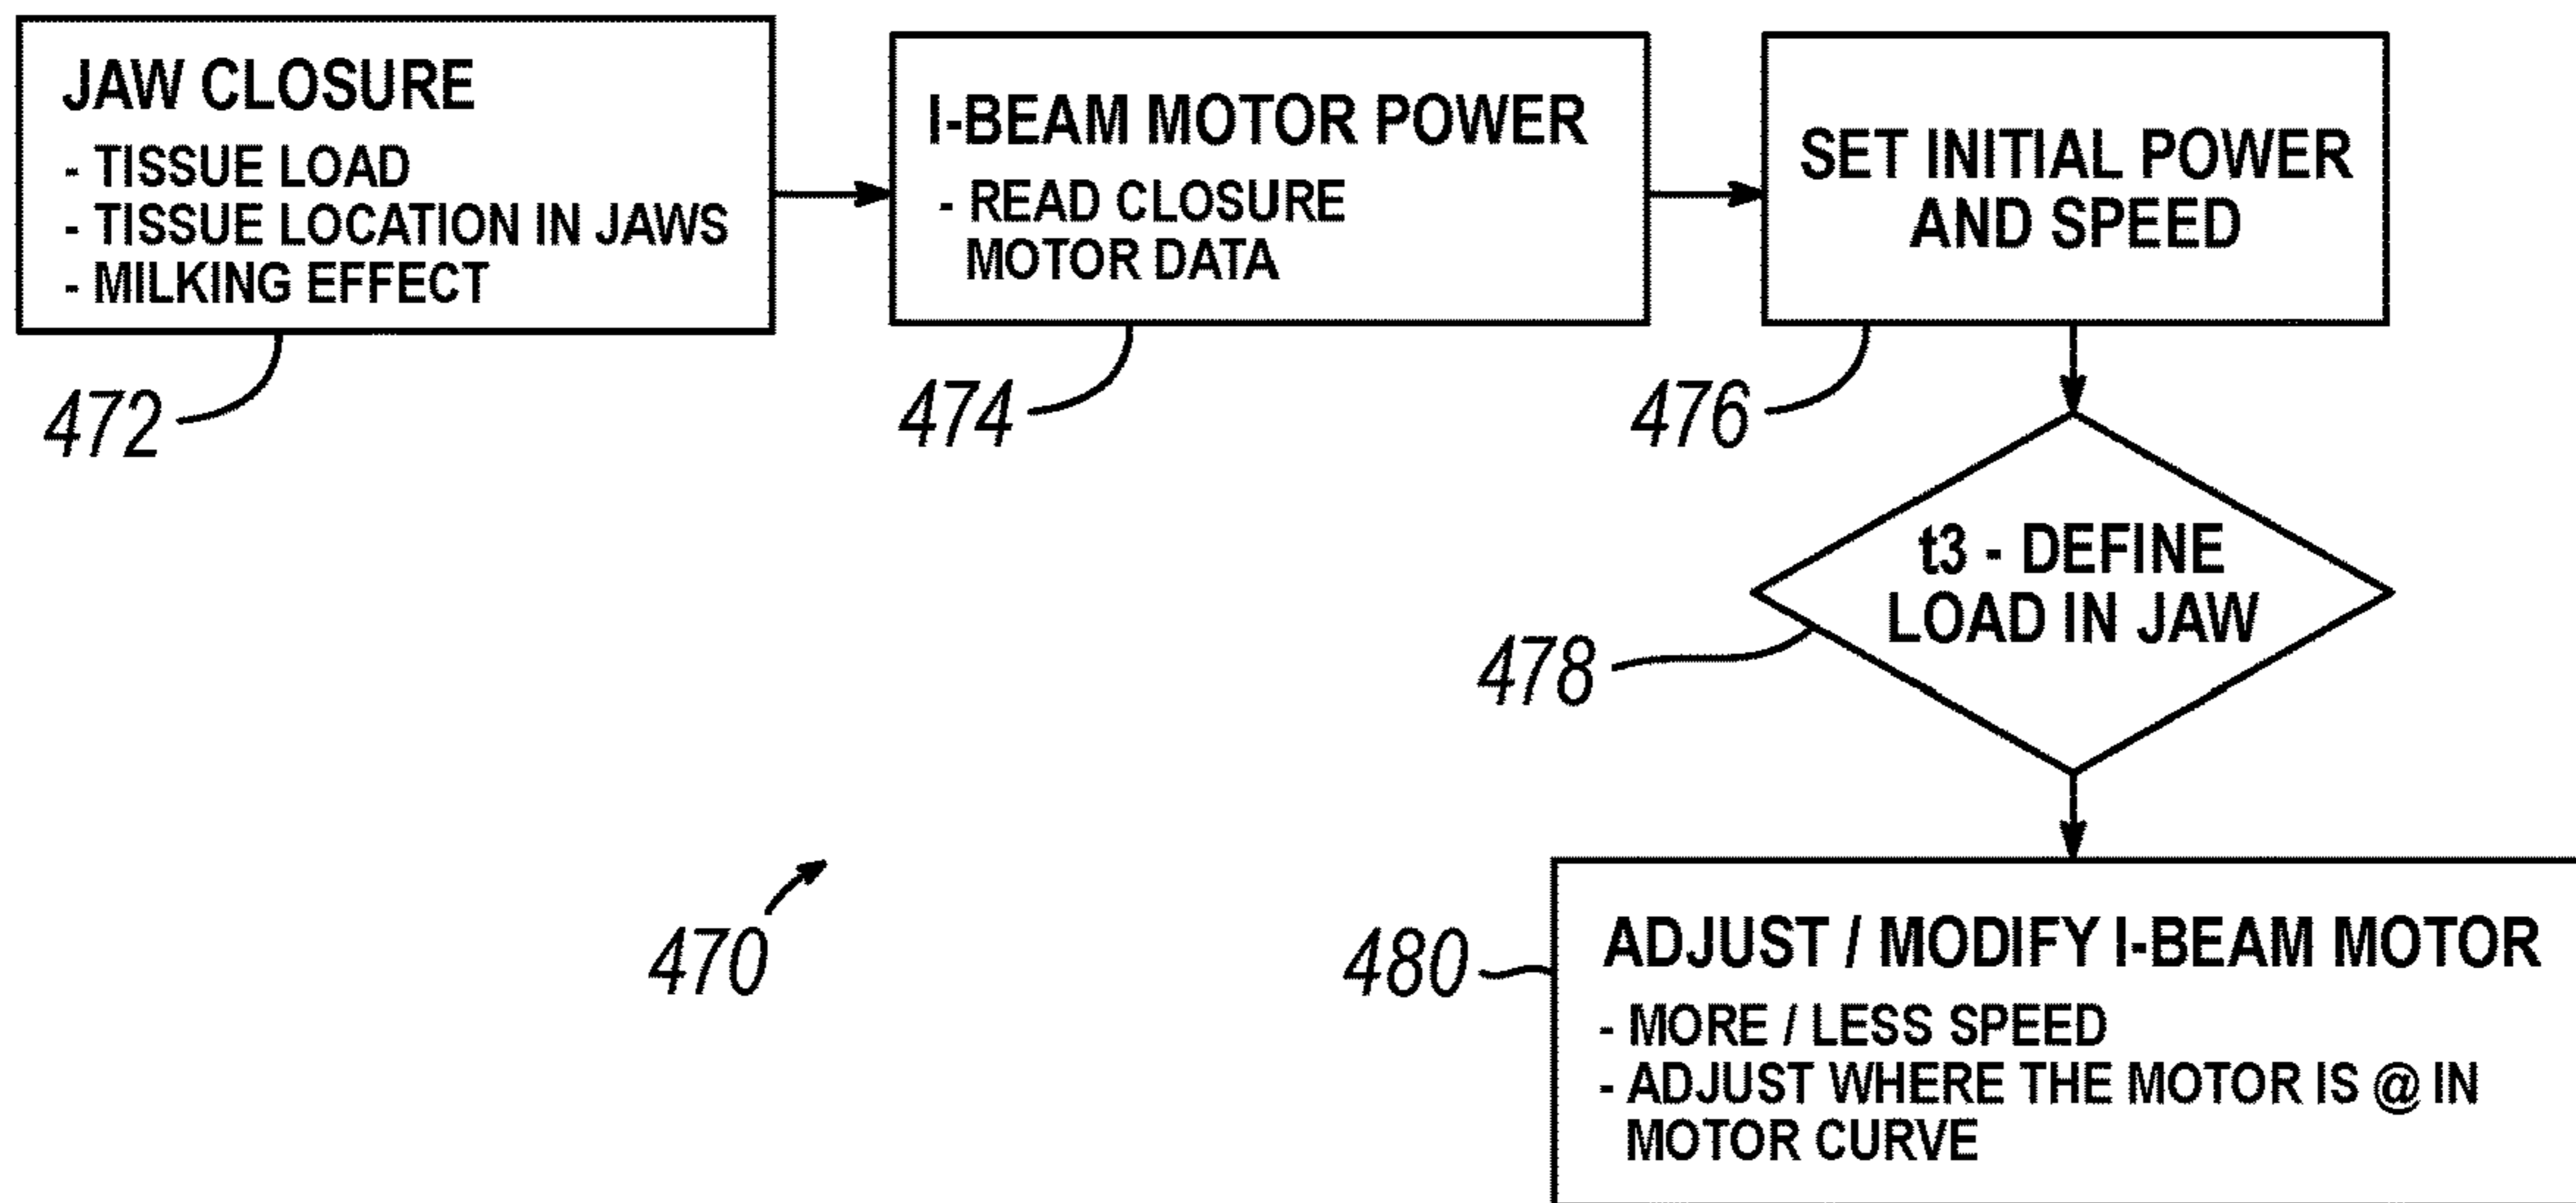 JAW CLOSURE
- TISSUE LOAD
- TISSUE LOCATION IN JAWS
- MILKING EFFECT
472
I-BEAM MOTOR POWER
- READ CLOSURE
MOTOR DATA
474
SET INITIAL POWER
AND SPEED
476
t3 - DEFINE
LOAD IN JAW
478
470
480
ADJUST / MODIFY I-BEAM MOTOR
- MORE / LESS SPEED
- ADJUST WHERE THE MOTOR IS @ IN
MOTOR CURVE